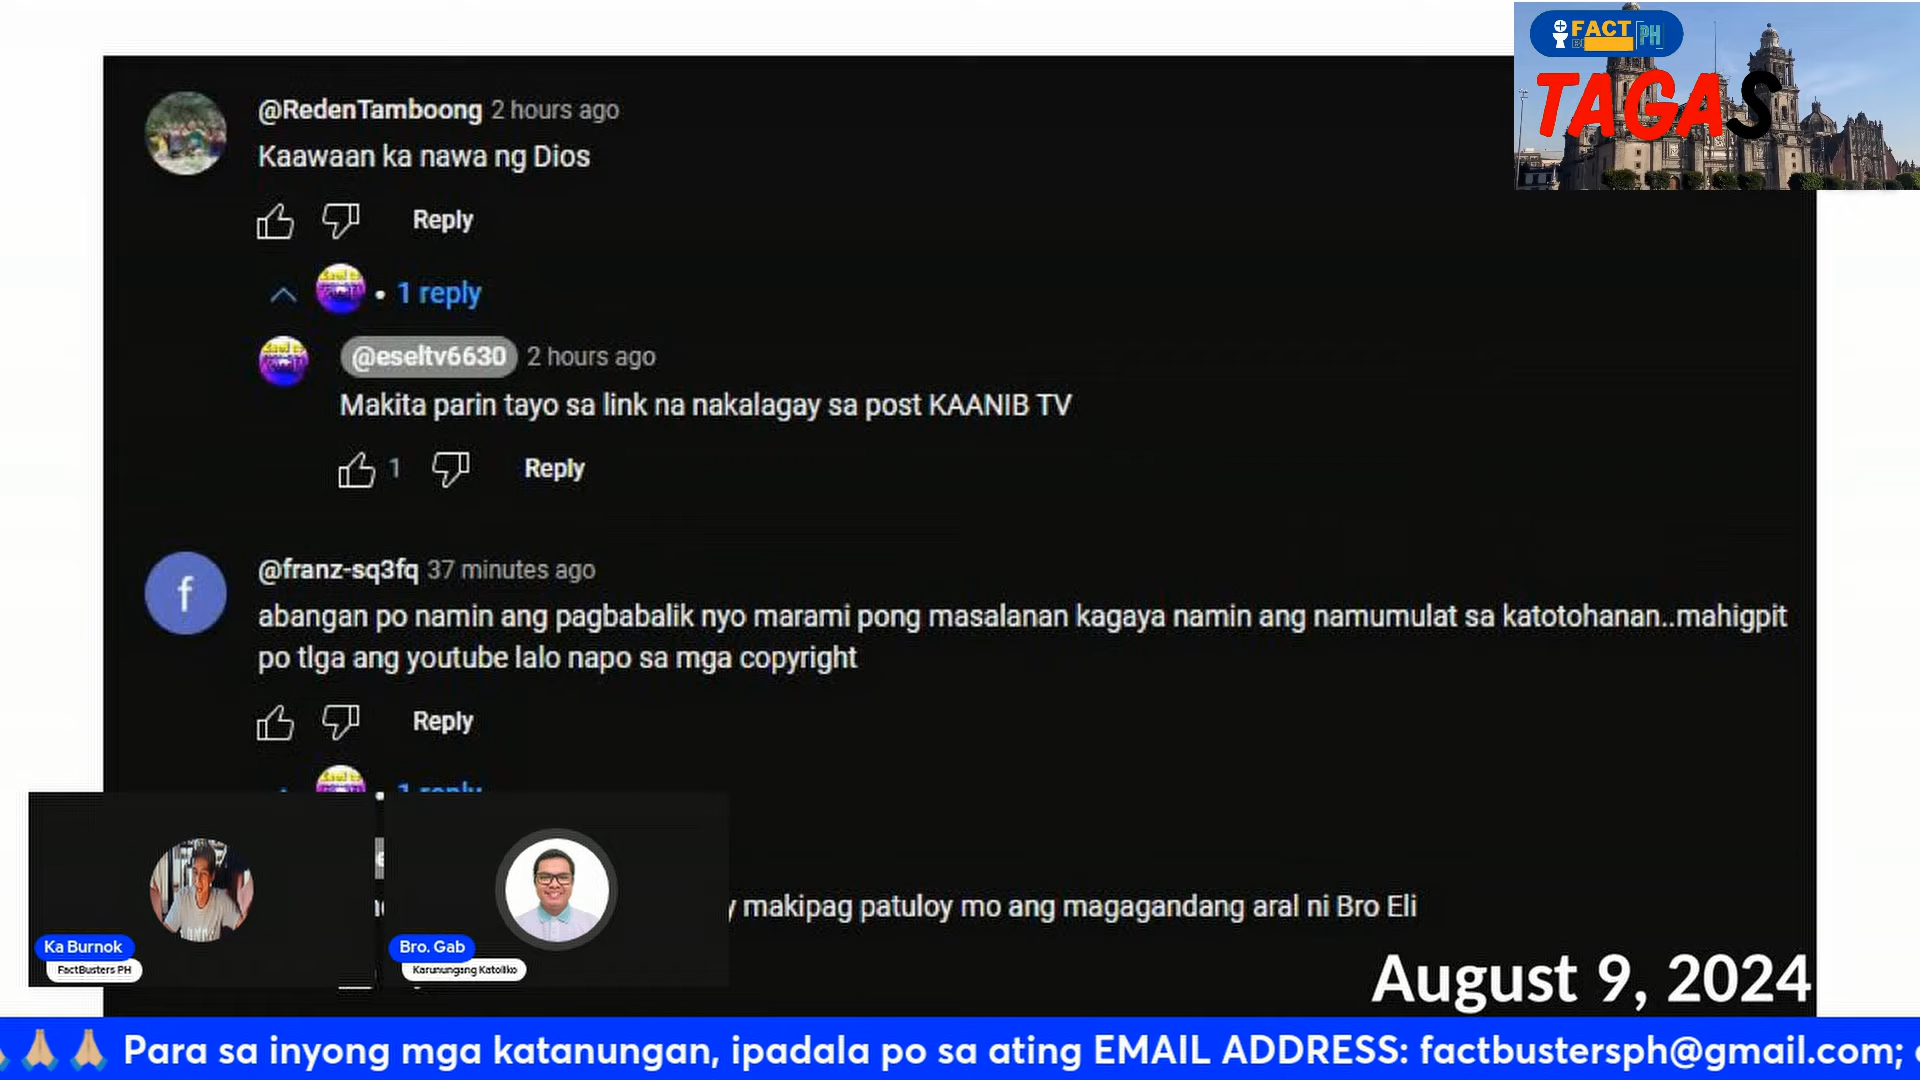 FACT
PH
TAGAS
@RedenTamboong 2 hours ago
Kaawaan ka nawa ng Dios
Reply
• 1 reply
@eseltv6630 2 hours ago
Makita parin tayo sa link na nakalagay sa post KAANIB TV
1 Reply
f
@franz-sq3fq 37 minutes ago
abangan po namin ang pagbabalik nyo marami pong masalanan kagaya namin ang namumulat sa katotohanan..mahigpit
po tlga ang youtube lalo napo sa mga copyright
Reply
• 1 reply
makipag patuloy mo ang magagandang aral ni Bro Eli
Ka Burnok
FactBusters PH
Bro. Gab
Karunungang Katoliko
August 9, 2024
Para sa inyong mga katanungan, ipadala po sa ating EMAIL ADDRESS: factbustersph@gmail.com;